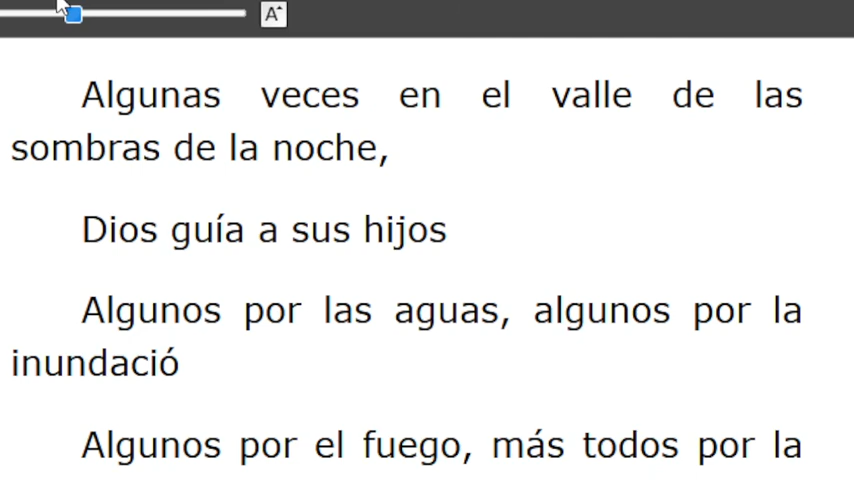 A
Algunas veces en el valle de las
sombras de la noche,
Dios guía a sus hijos
Algunos por las aguas, algunos por la
inundació
Algunos por el fuego, más todos por la